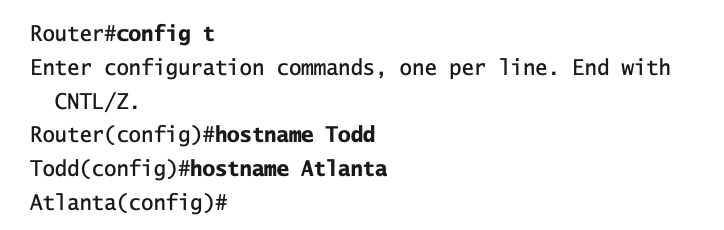 Router#config t
Enter configuration commands, one per line. End with
CNTL/Z.
Router(config)#hostname Todd
Todd(config)#hostname Atlanta
Atlanta(config)#